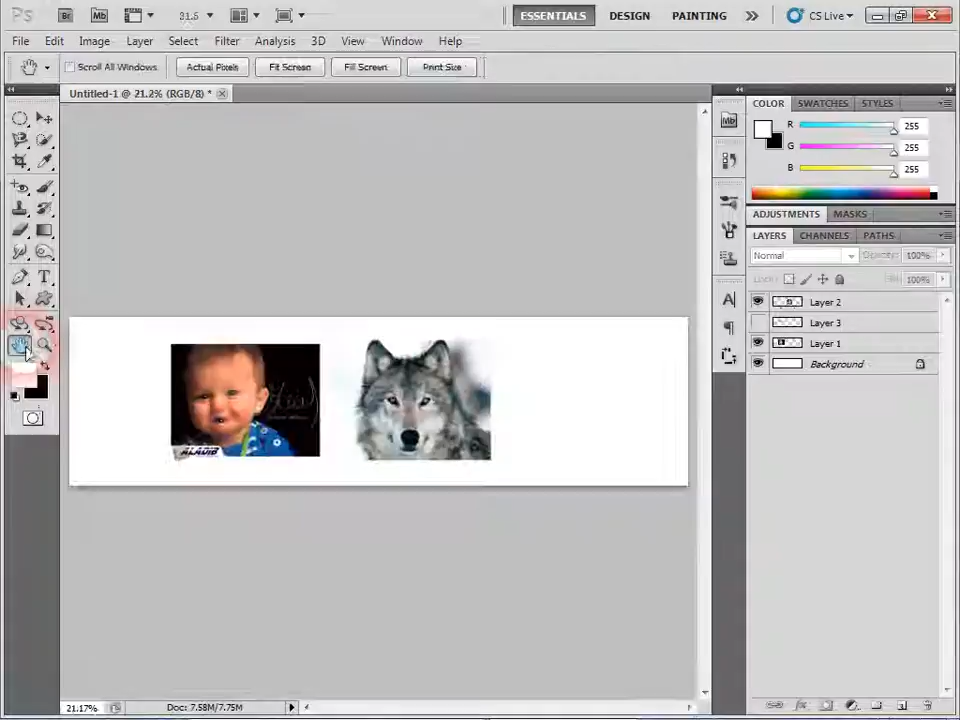 Ps Br Mb 31.5 ESSENTIALS DESIGN PAINTING CS Live
File Edit Image Layer Select Filter Analysis 3D View Window Help
Scroll All Windows Actual Pixels Fit Screen Fill Screen Print Size
Untitled-1 @ 21.2% (RGB/8) *
COLOR SWATCHES STYLES
Mb
R 255
G 255
B 255
ADJUSTMENTS MASKS
LAYERS CHANNELS PATHS
Normal Opacity: 100%
Lock: 100%
Layer 2
Layer 3
Layer 1
Background
T
A
ALADIB
21.17% Doc: 7.58M/7.75M